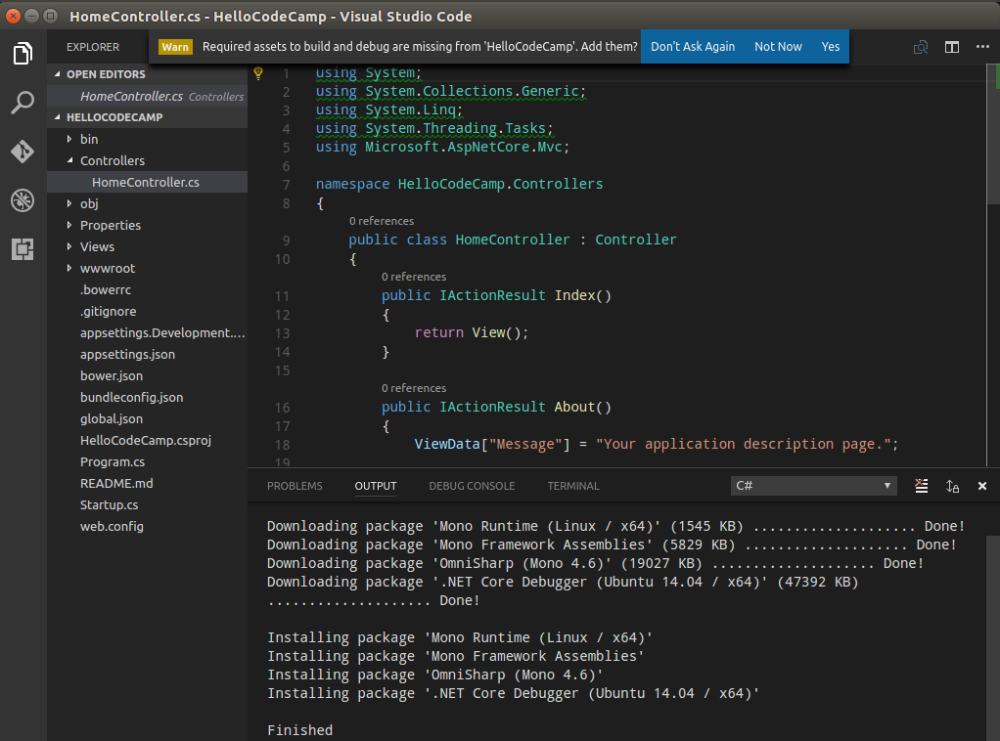 HomeController.cs - HelloCodeCamp - Visual Studio Code
EXPLORER
Warn Required assets to build and debug are missing from 'HelloCodeCamp'. Add them? Don't Ask Again Not Now Yes
OPEN EDITORS
HomeController.cs Controllers
HELLOCODECAMP
bin
Controllers
HomeController.cs
obj
Properties
Views
wwwroot
.bowerrc
.gitignore
appsettings.Development....
appsettings.json
bower.json
bundleconfig.json
global.json
HelloCodeCamp.csproj
Program.cs
README.md
Startup.cs
web.config
1 using System;
2 using System.Collections.Generic;
3 using System.Linq;
4 using System.Threading.Tasks;
5 using Microsoft.AspNetCore.Mvc;
6
7 namespace HelloCodeCamp.Controllers
8 {
0 references
9 public class HomeController : Controller
10 {
0 references
11 public IActionResult Index()
12 {
13 return View();
14 }
15
0 references
16 public IActionResult About()
17 {
18 ViewData["Message"] = "Your application description page.";
19
PROBLEMS OUTPUT DEBUG CONSOLE TERMINAL C#
Downloading package 'Mono Runtime (Linux / x64)' (1545 KB) .................... Done!
Downloading package 'Mono Framework Assemblies' (5829 KB) .................... Done!
Downloading package 'OmniSharp (Mono 4.6)' (19027 KB) .................... Done!
Downloading package '.NET Core Debugger (Ubuntu 14.04 / x64)' (47392 KB)
.................... Done!
Installing package 'Mono Runtime (Linux / x64)'
Installing package 'Mono Framework Assemblies'
Installing package 'OmniSharp (Mono 4.6)'
Installing package '.NET Core Debugger (Ubuntu 14.04 / x64)'
Finished